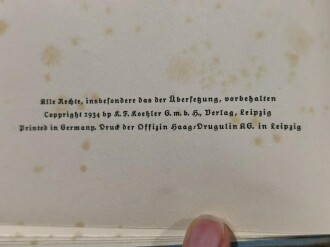 Alle Rechte, insbesondere das der Übersetzung, vorbehalten
Copyright 1934 by K. F. Koehler G. m. b. H., Verlag, Leipzig
Printed in Germany. Druck der Offizin Haag-Drugulin KG. in Leipzig